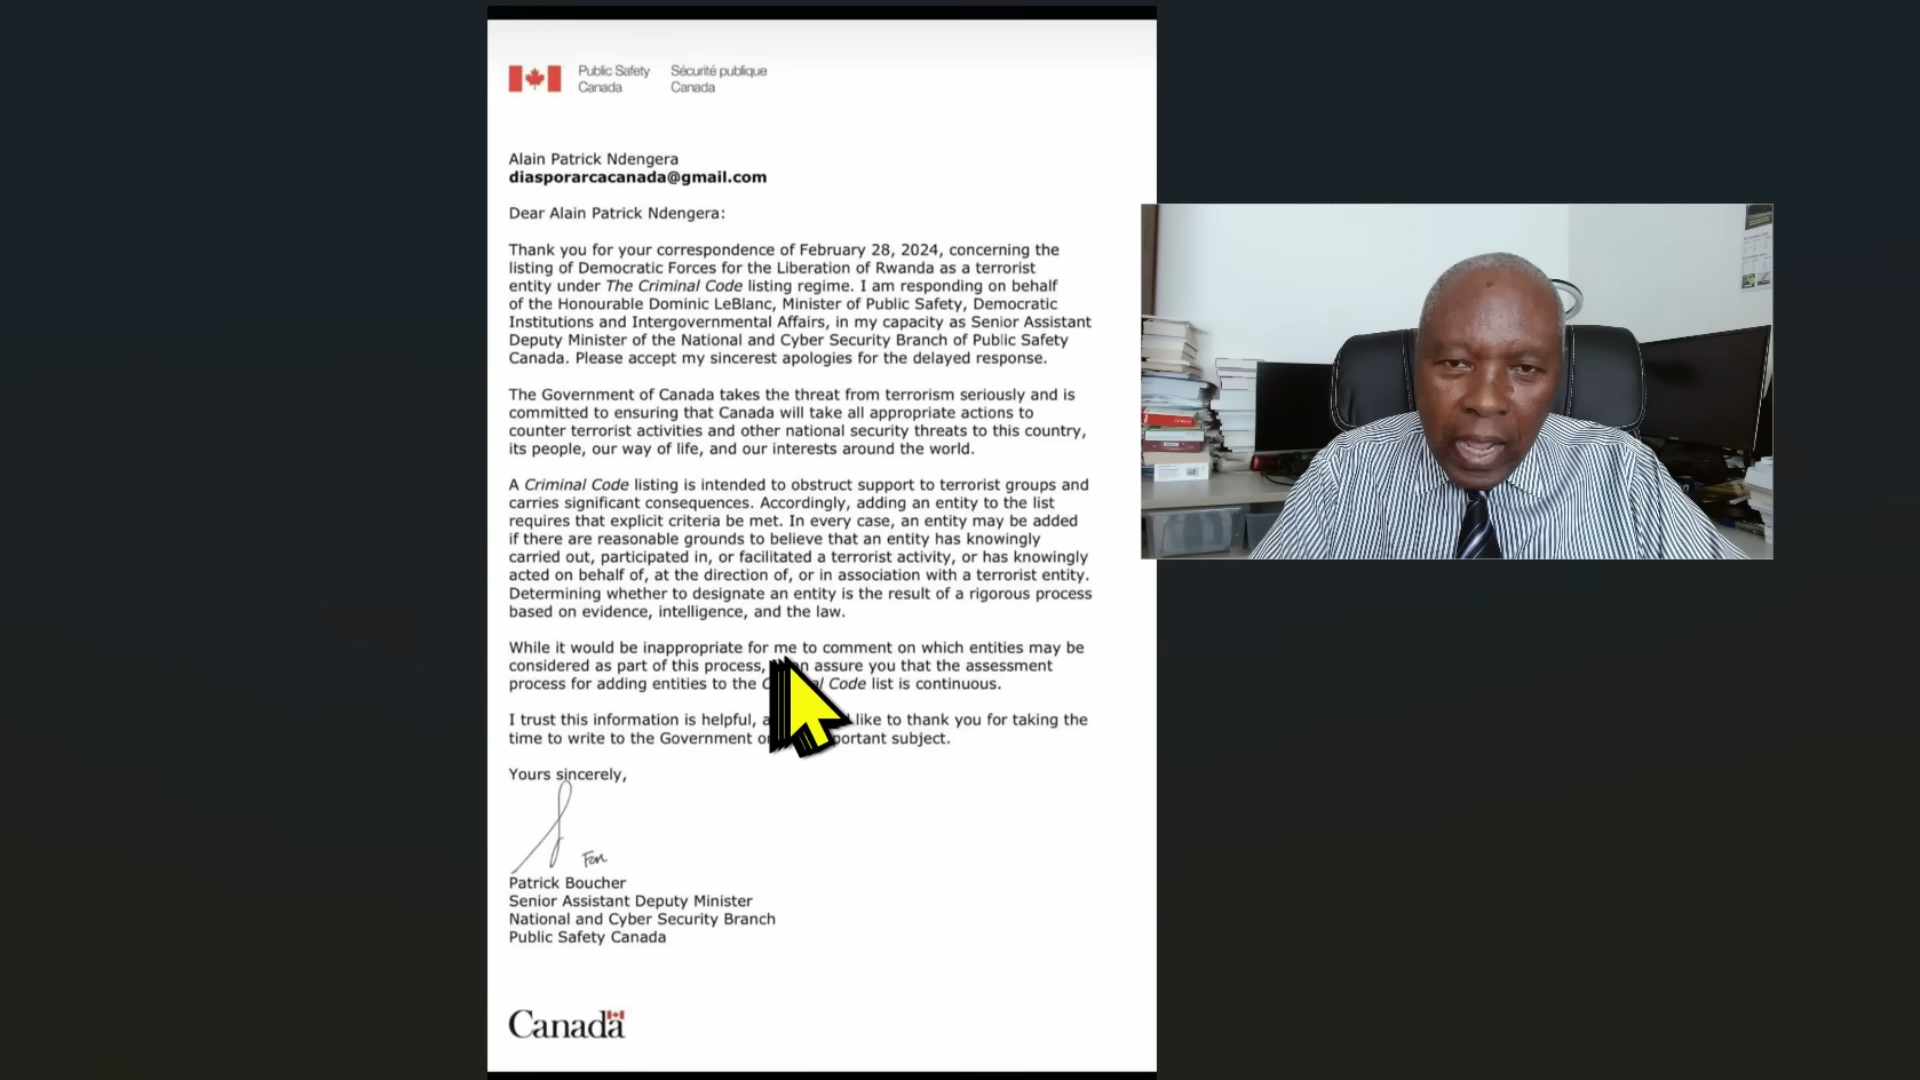 Public Safety Canada
Sécurité publique Canada
Alain Patrick Ndengera
diasporarcacanada@gmail.com
Dear Alain Patrick Ndengera:
Thank you for your correspondence of February 28, 2024, concerning the
listing of Democratic Forces for the Liberation of Rwanda as a terrorist
entity under The Criminal Code listing regime. I am responding on behalf
of the Honourable Dominic LeBlanc, Minister of Public Safety, Democratic
Institutions and Intergovernmental Affairs, in my capacity as Senior Assistant
Deputy Minister of the National and Cyber Security Branch of Public Safety
Canada. Please accept my sincerest apologies for the delayed response.
The Government of Canada takes the threat from terrorism seriously and is
committed to ensuring that Canada will take all appropriate actions to
counter terrorist activities and other national security threats to this country,
its people, our way of life, and our interests around the world.
A Criminal Code listing is intended to obstruct support to terrorist groups and
carries significant consequences. Accordingly, adding an entity to the list
requires that explicit criteria be met. In every case, an entity may be added
if there are reasonable grounds to believe that an entity has knowingly
carried out, participated in, or facilitated a terrorist activity, or has knowingly
acted on behalf of, at the direction of, or in association with a terrorist entity.
Determining whether to designate an entity is the result of a rigorous process
based on evidence, intelligence, and the law.
While it would be inappropriate for me to comment on which entities may be
considered as part of this process, assure you that the assessment
process for adding entities to the Code list is continuous.
I trust this information is helpful, like to thank you for taking the
time to write to the Government subject.
Yours sincerely,
For
Patrick Boucher
Senior Assistant Deputy Minister
National and Cyber Security Branch
Public Safety Canada
Canada